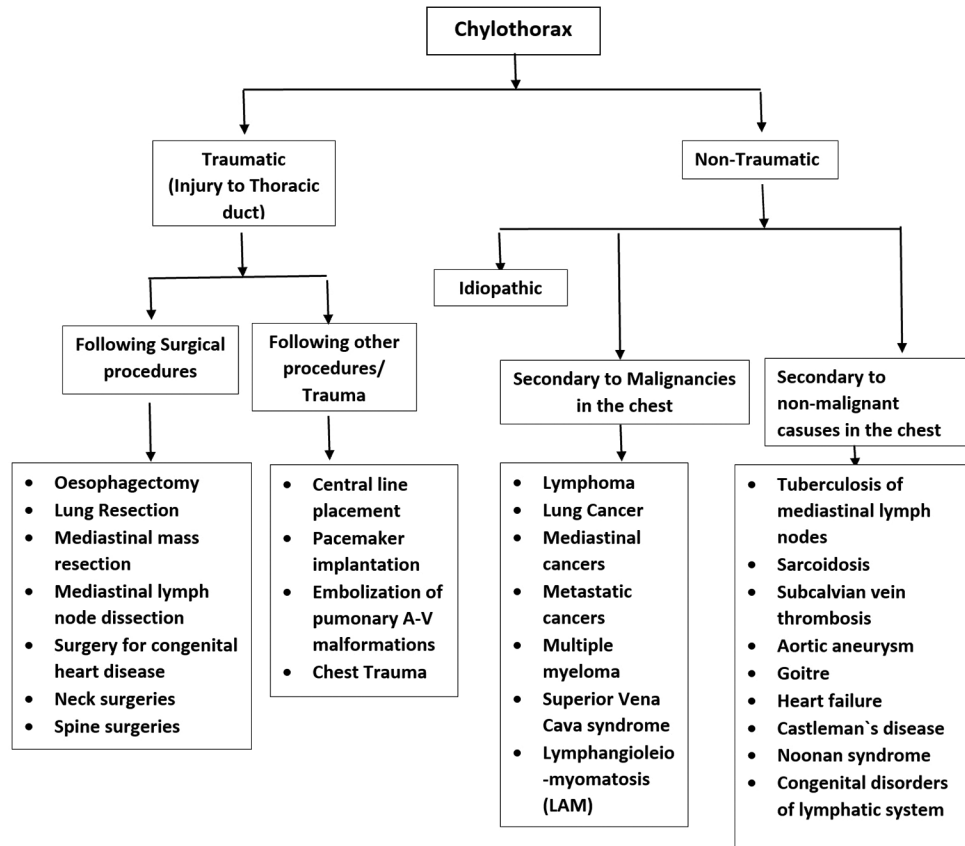 Chylothorax
Traumatic
(Injury to Thoracic
duct)
Non-Traumatic
Idiopathic
Following Surgical
procedures
Following other
procedures/
Trauma
Secondary to Malignancies
in the chest
Secondary to
non-malignant
casuses in the chest
• Oesophagectomy
• Lung Resection
• Mediastinal mass
resection
• Mediastinal lymph
node dissection
• Surgery for congenital
heart disease
• Neck surgeries
• Spine surgeries
• Central line
placement
• Pacemaker
implantation
• Embolization of
pumonary A-V
malformations
• Chest Trauma
• Lymphoma
• Lung Cancer
• Mediastinal
cancers
• Metastatic
cancers
• Multiple
myeloma
• Superior Vena
Cava syndrome
• Lymphangioleio
-myomatosis
(LAM)
• Tuberculosis of
mediastinal lymph
nodes
• Sarcoidosis
• Subcalvian vein
thrombosis
• Aortic aneurysm
• Goitre
• Heart failure
• Castleman`s disease
• Noonan syndrome
• Congenital disorders
of lymphatic system